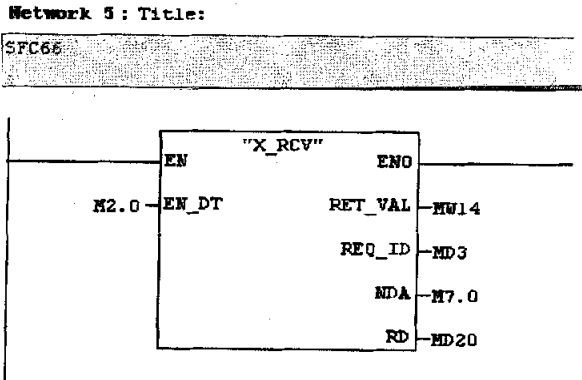 Network 5: Title:
SFC66
"X_RCV"
EN ENO
M2.0 EN_DT RET_VAL MW14
REQ_ID MD3
NDA M7.0
RD MD20